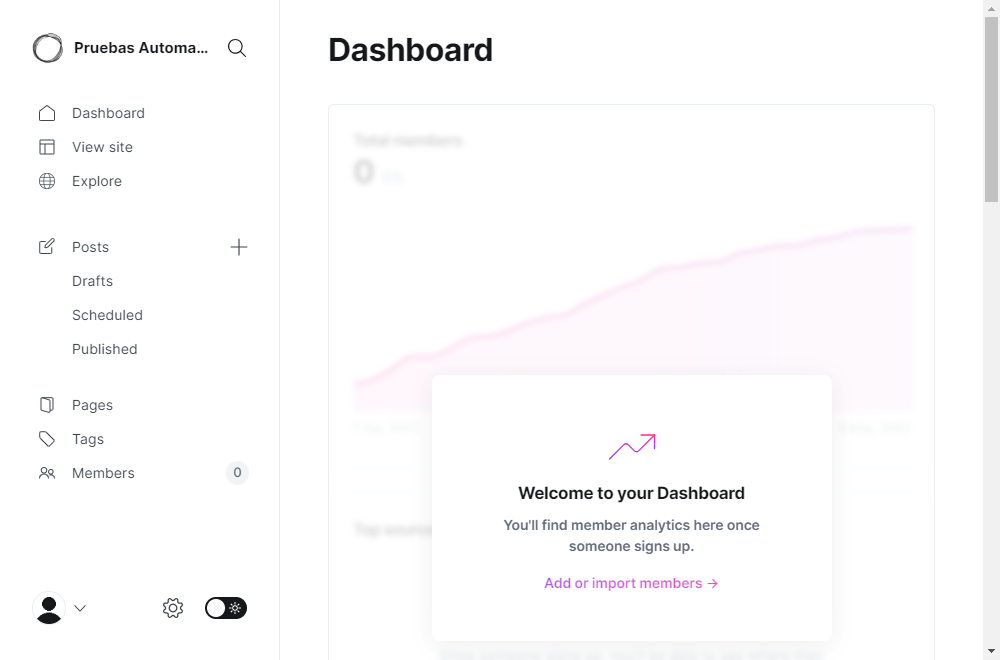 Pruebas Automa...
Dashboard
View site
Explore
Posts
Drafts
Scheduled
Published
Pages
Tags
Members
0
Dashboard
Total members
0
Welcome to your Dashboard
You'll find member analytics here once
someone signs up.
Add or import members →